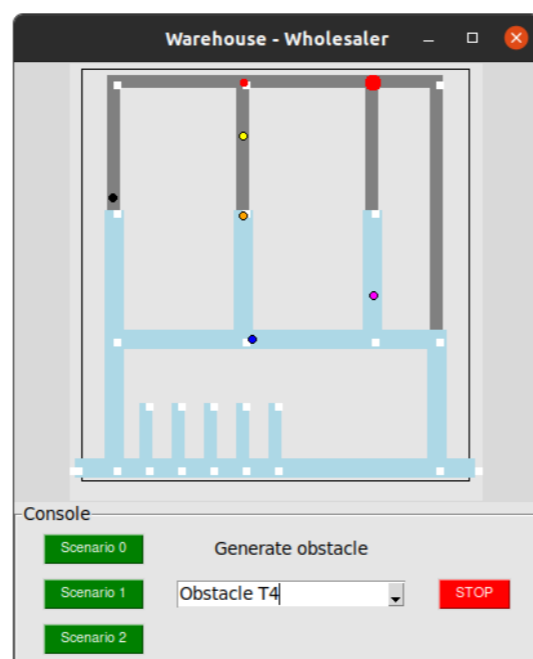 Warehouse - Wholesaler
Console
Scenario 0
Generate obstacle
Scenario 1
Obstacle T4
STOP
Scenario 2